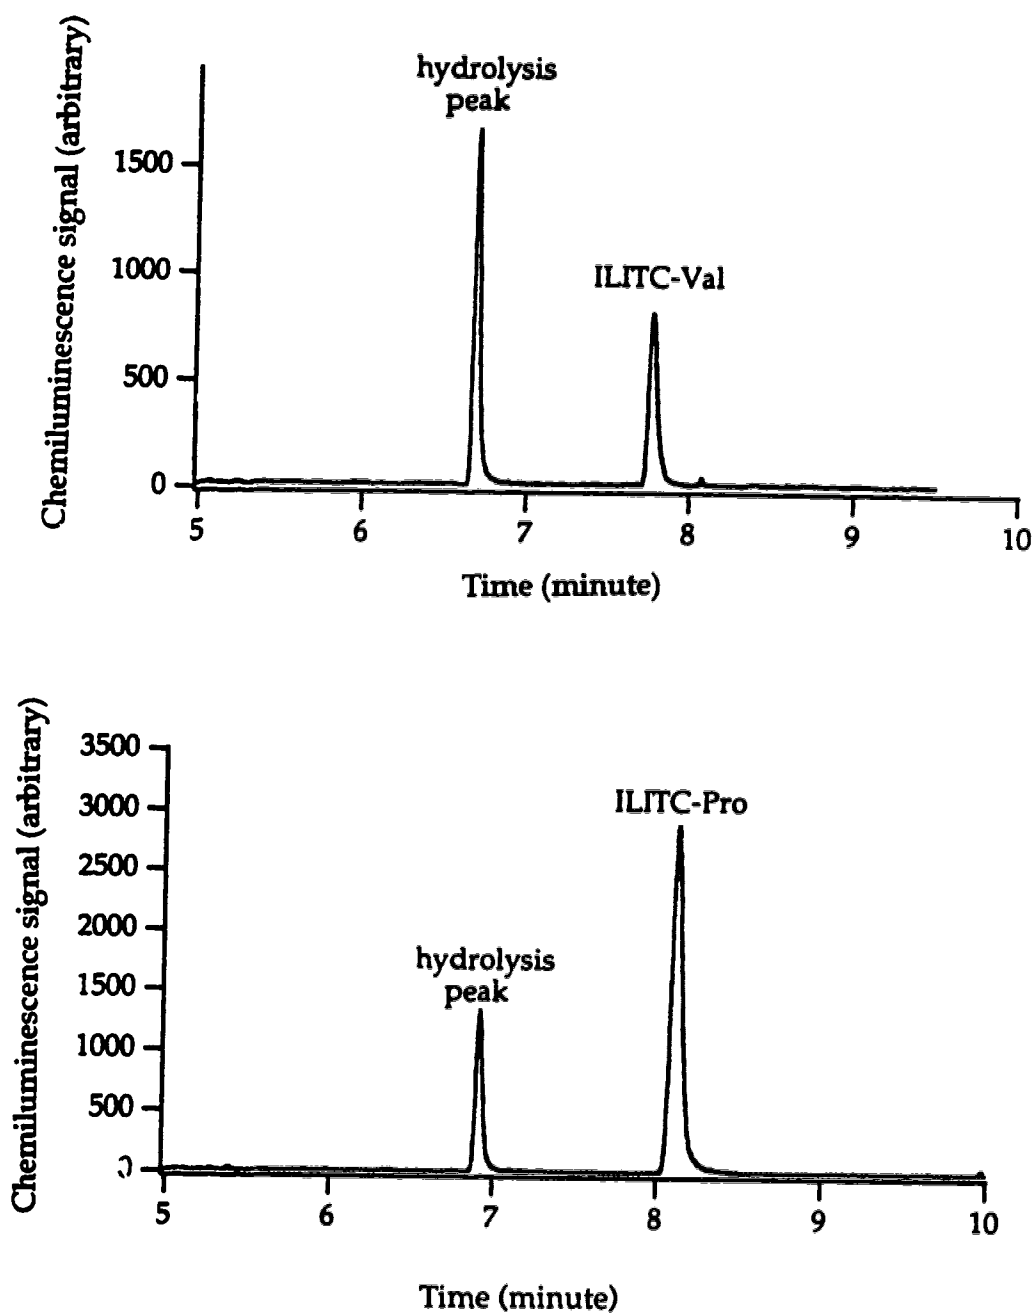 Chemiluminescence signal (arbitrary)
hydrolysis
peak
ILITC-Val
1500
1000
500
0
5 6 7 8 9 10
Time (minute)
Chemiluminescence signal (arbitrary)
ILITC-Pro
hydrolysis
peak
3500
3000
2500
2000
1500
1000
500
5 6 7 8 9 10
Time (minute)